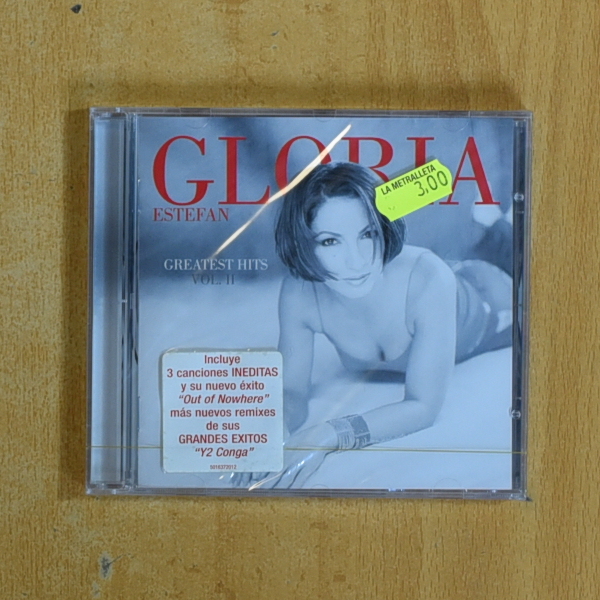 GLORIA
ESTEFAN
LA METRALLETA
3,00
GREATEST HITS
VOL. II
Incluye
3 canciones INEDITAS
y su nuevo éxito
"Out of Nowhere"
más nuevos remixes
de sus
GRANDES EXITOS
"Y2 Conga"